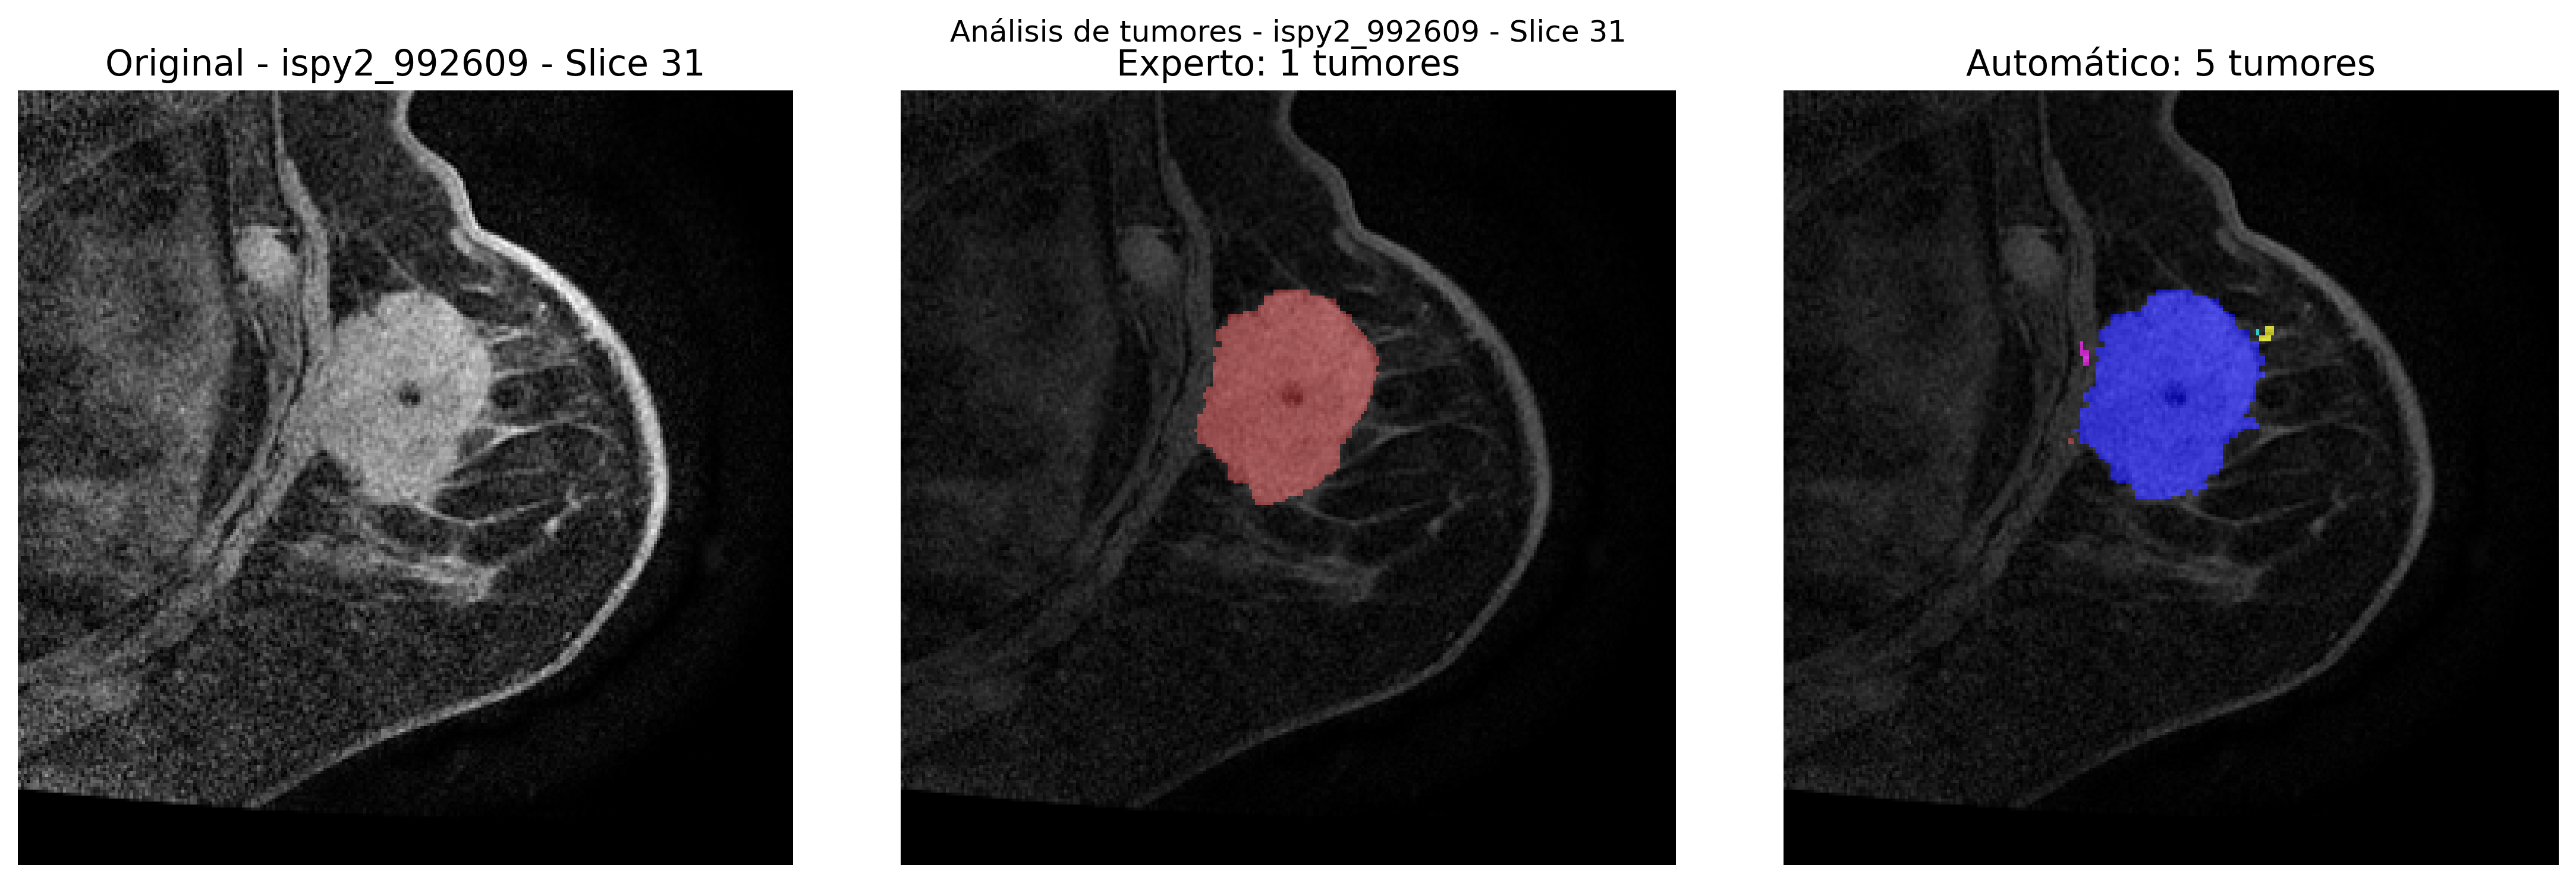 Análisis de tumores - ispy2_992609 - Slice 31
Original - ispy2_992609 - Slice 31
Experto: 1 tumores
Automático: 5 tumores